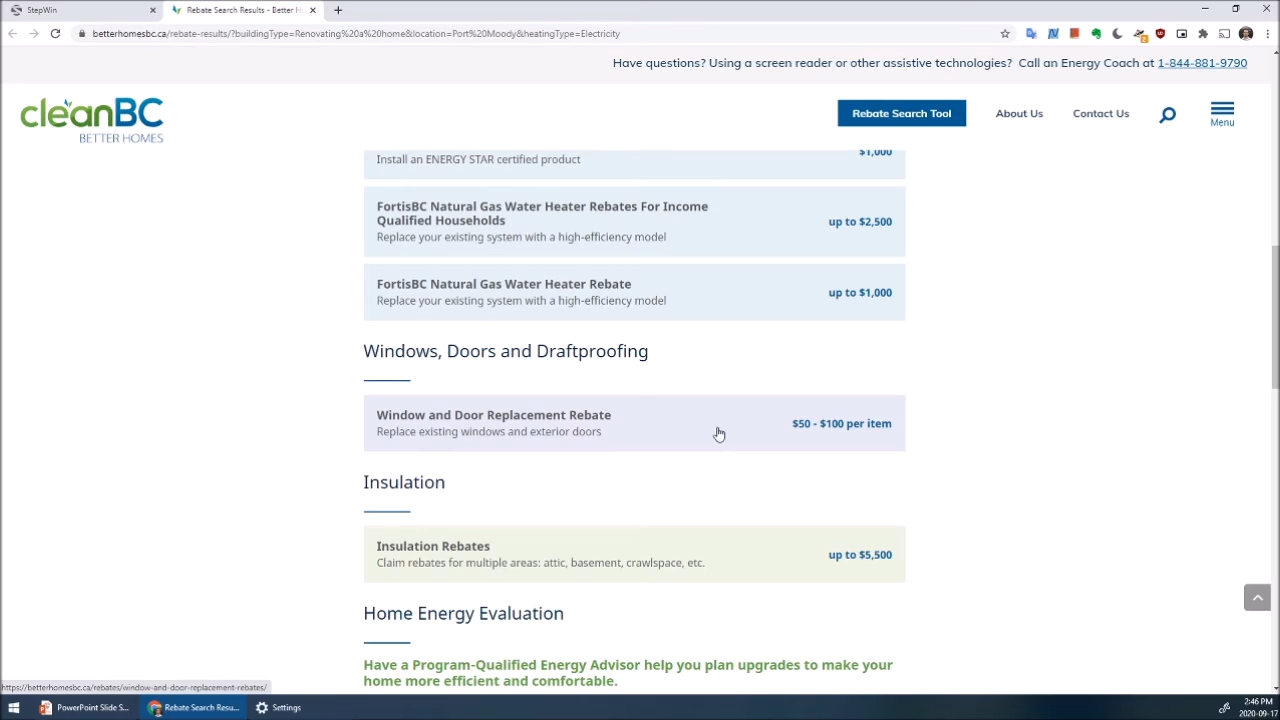 StepWin
Rebate Search Results - Better H
betterhomesbc.ca/rebate-results/?buildingType=Renovating%20a%20home&location=Port%20Moody&heatingType=Electricity
Have questions? Using a screen reader or other assistive technologies? Call an Energy Coach at 1-844-881-9790
cleanBC
BETTER HOMES
Rebate Search Tool
About Us
Contact Us
Menu
$1,000
Install an ENERGY STAR certified product
FortisBC Natural Gas Water Heater Rebates For Income
Qualified Households
up to $2,500
Replace your existing system with a high-efficiency model
FortisBC Natural Gas Water Heater Rebate
up to $1,000
Replace your existing system with a high-efficiency model
Windows, Doors and Draftproofing
Window and Door Replacement Rebate
$50 - $100 per item
Replace existing windows and exterior doors
Insulation
Insulation Rebates
up to $5,500
Claim rebates for multiple areas: attic, basement, crawlspace, etc.
Home Energy Evaluation
Have a Program-Qualified Energy Advisor help you plan upgrades to make your
home more efficient and comfortable.
https://betterhomesbc.ca/rebates/window-and-door-replacement-rebates/
PowerPoint Slide S...
Rebate Search Resu...
Settings
2:46 PM
2020-09-17